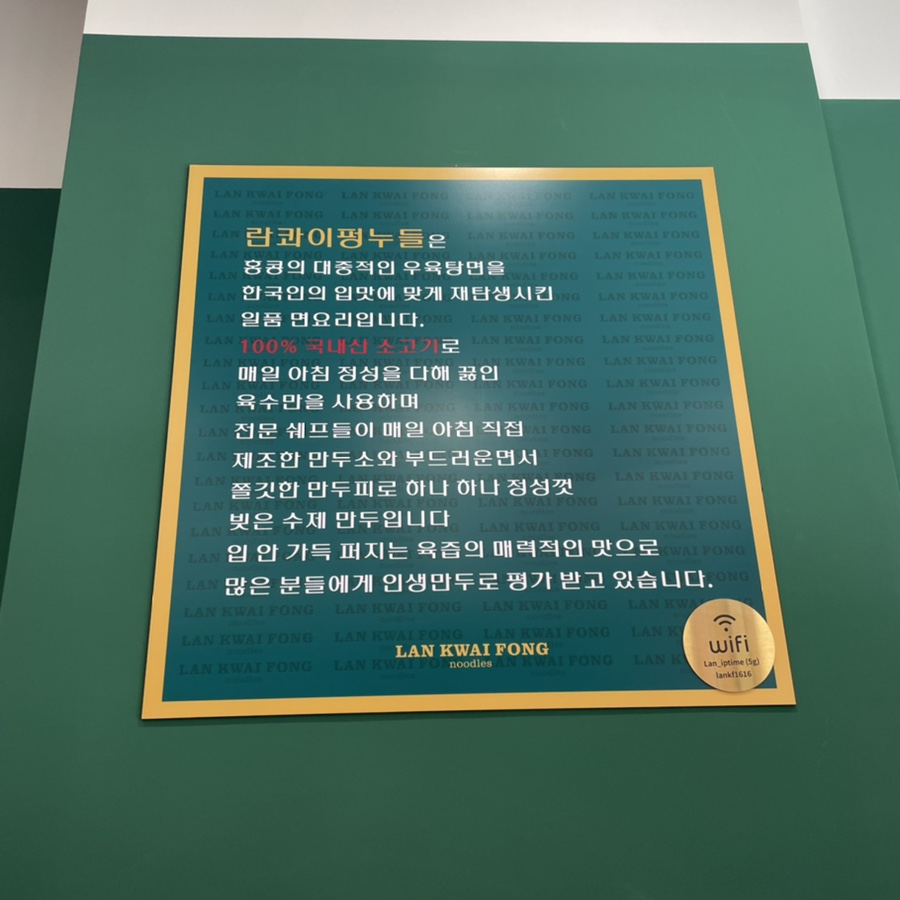 란콰이펑누들은
홍콩의 대중적인 우육탕면을
한국인의 입맛에 맞게 재탄생시킨
일품 면요리입니다.
100% 국내산 소고기로
매일 아침 정성을 다해 끓인
육수만을 사용하며
전문 쉐프들이 매일 아침 직접
제조한 만두소와 부드러운면서
쫄깃한 만두피로 하나 하나 정성껏
빚은 수제 만두입니다
입 안 가득 퍼지는 육즙의 매력적인 맛으로
많은 분들에게 인생만두로 평가 받고 있습니다.
LAN KWAI FONG
noodles
wifi
Lan_iptime (5g)
lankf1616